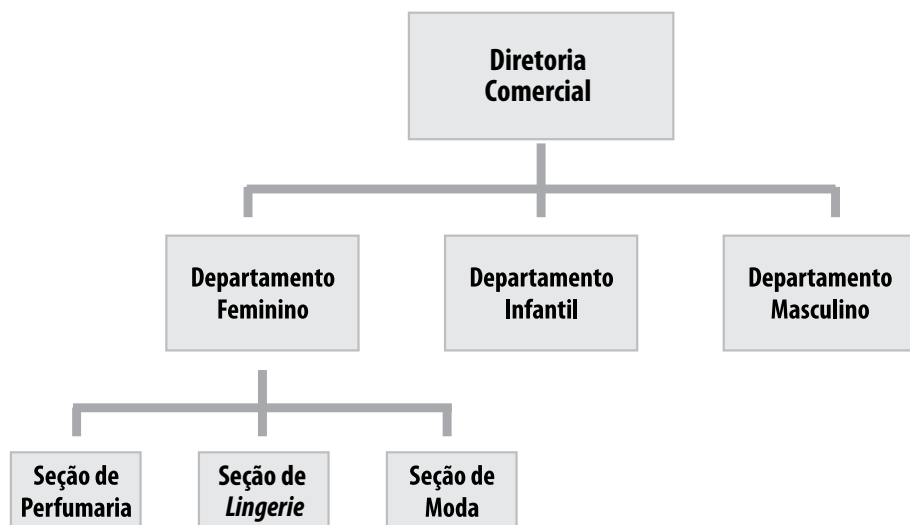 Diretoria
Comercial
Departamento
Feminino
Departamento
Infantil
Departamento
Masculino
Seção de
Perfumaria
Seção de
Lingerie
Seção de
Moda